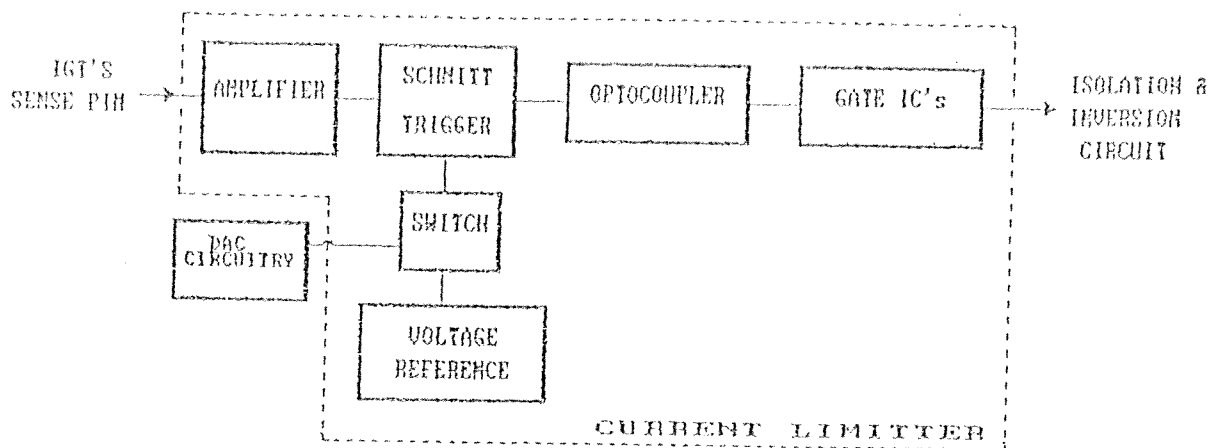 IGT'S
SENSE PIN
AMPLIFIER
SCHMITT
TRIGGER
OPTOCOUPLER
GATE IC's
ISOLATION &
INVERSION
CIRCUIT
SWITCH
DAC
CIRCUITRY
VOLTAGE
REFERENCE
CURRENT LIMITTER